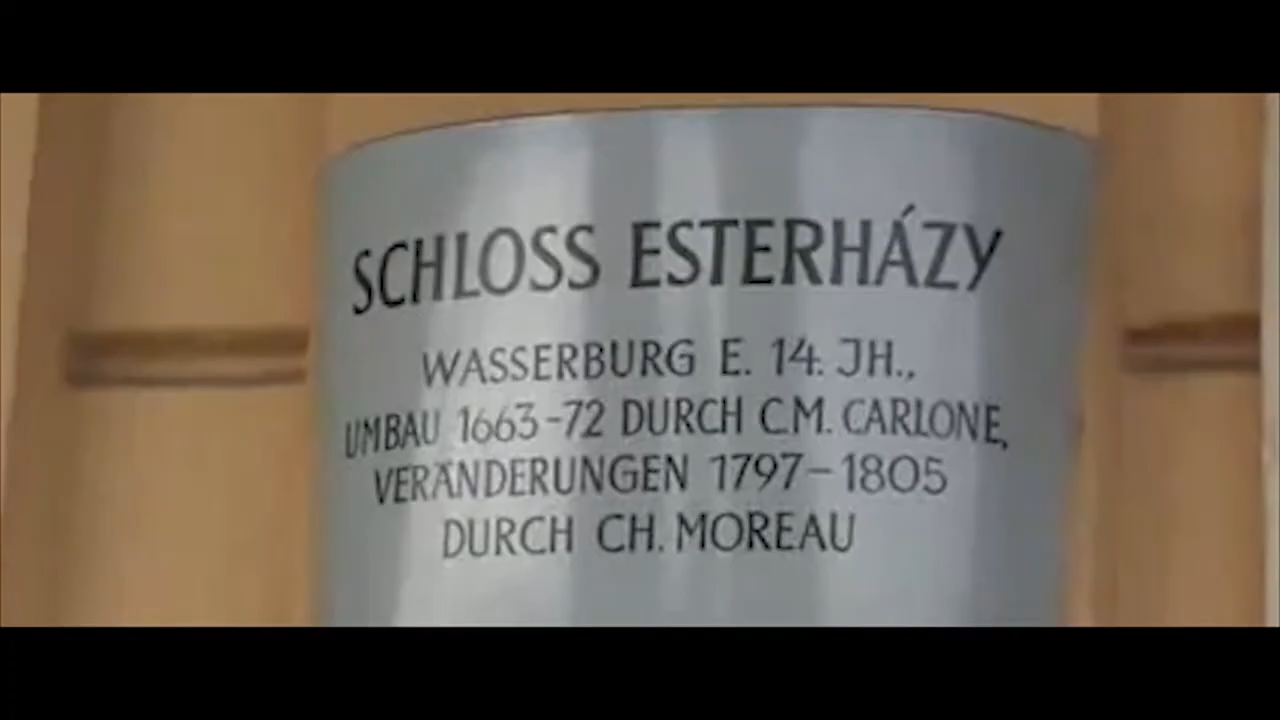 SCHLOSS ESTERHÁZY
WASSERBURG E. 14. JH.,
UMBAU 1663-72 DURCH C.M. CARLONE,
VERÄNDERUNGEN 1797-1805
DURCH CH. MOREAU